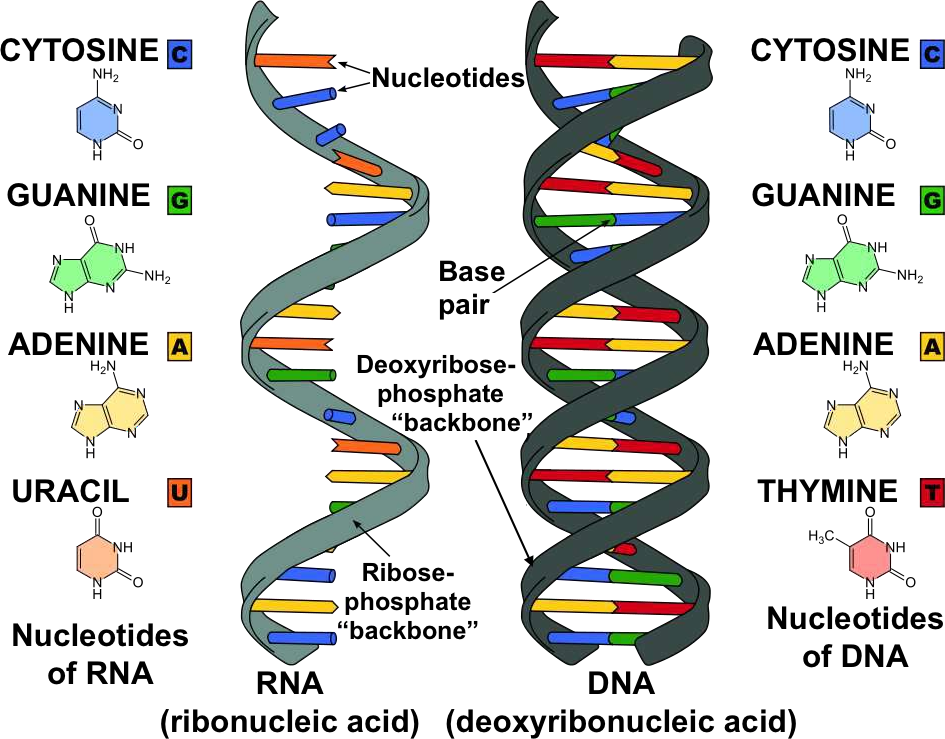 CYTOSINE C
NH₂
N
N
H
O
GUANINE G
O
N
NH
N
H
N
NH₂
ADENINE A
H₂N
N
N
N
H
N
URACIL U
O
NH
N
H
O
Nucleotides
of RNA
Nucleotides
Base
pair
Deoxyribose-
phosphate
“backbone”
Ribose-
phosphate
“backbone”
RNA
(ribonucleic acid)
DNA
(deoxyribonucleic acid)
CYTOSINE C
NH₂
N
N
H
O
GUANINE G
O
N
NH
N
H
N
NH₂
ADENINE A
H₂N
N
N
N
H
N
THYMINE T
O
H₃C
NH
N
H
O
Nucleotides
of DNA